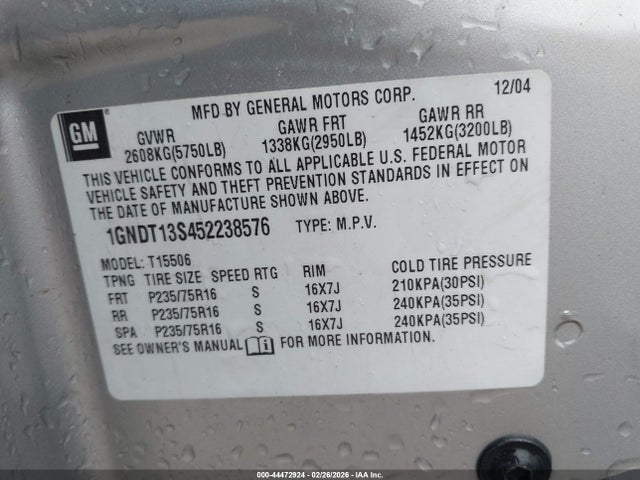 12/04
MFD BY GENERAL MOTORS CORP.
GM
GVWR GAWR FRT GAWR RR
2608KG(5750LB) 1338KG(2950LB) 1452KG(3200LB)
THIS VEHICLE CONFORMS TO ALL APPLICABLE U.S. FEDERAL MOTOR
VEHICLE SAFETY AND THEFT PREVENTION STANDARDS IN EFFECT ON
THE DATE OF MANUFACTURE SHOWN ABOVE.
1GNDT13S452238576 TYPE: M.P.V.
MODEL: T15506
TPNG TIRE SIZE SPEED RTG RIM COLD TIRE PRESSURE
FRT P235/75R16 S 16X7J 210KPA(30PSI)
RR P235/75R16 S 16X7J 240KPA(35PSI)
SPA P235/75R16 S 16X7J 240KPA(35PSI)
SEE OWNER'S MANUAL FOR MORE INFORMATION.
000-44472924 - 02/26/2026 - IAA, Inc.